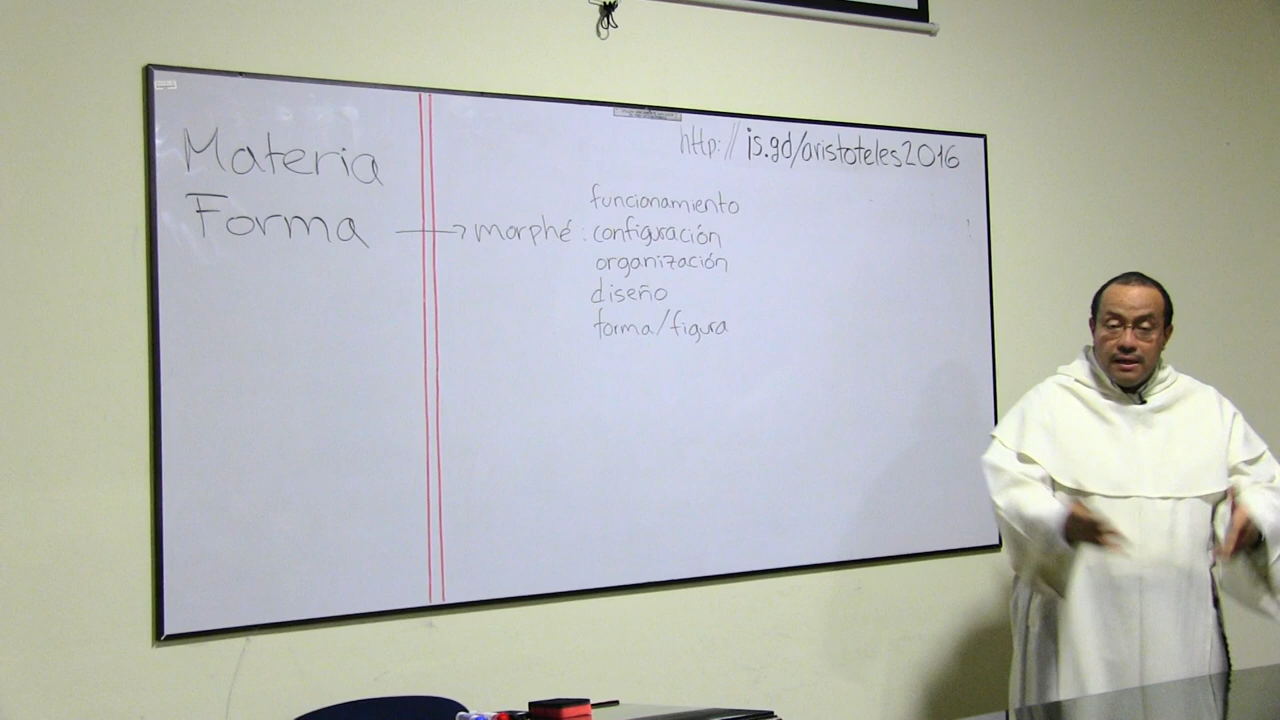 Materia
Forma → morphé : configuración
http://is.gd/aristoteles2016
funcionamiento
organización
diseño
forma/figura